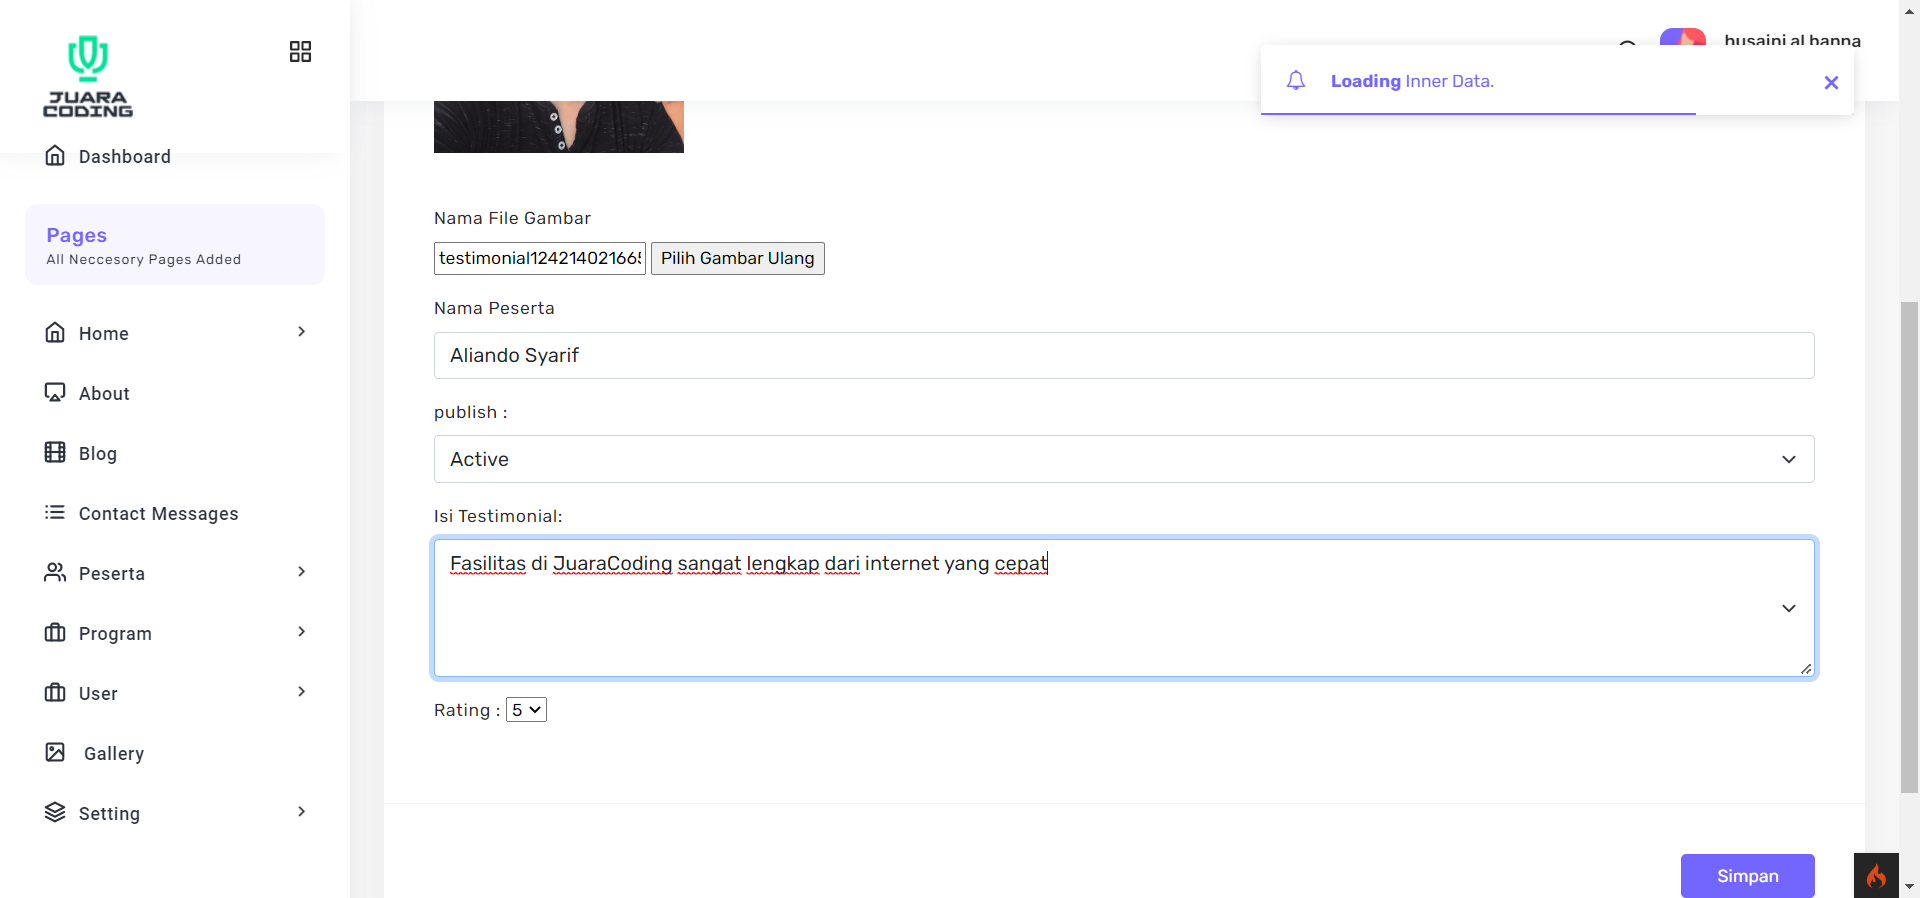 JUARA
CODING
husaini al banna
Loading Inner Data.
Dashboard
Pages
All Neccesory Pages Added
Home
About
Blog
Contact Messages
Peserta
Program
User
Gallery
Setting
Nama File Gambar
testimonial12421402166
Pilih Gambar Ulang
Nama Peserta
Aliando Syarif
publish :
Active
Isi Testimonial:
Fasilitas di JuaraCoding sangat lengkap dari internet yang cepat
Rating : 5
Simpan